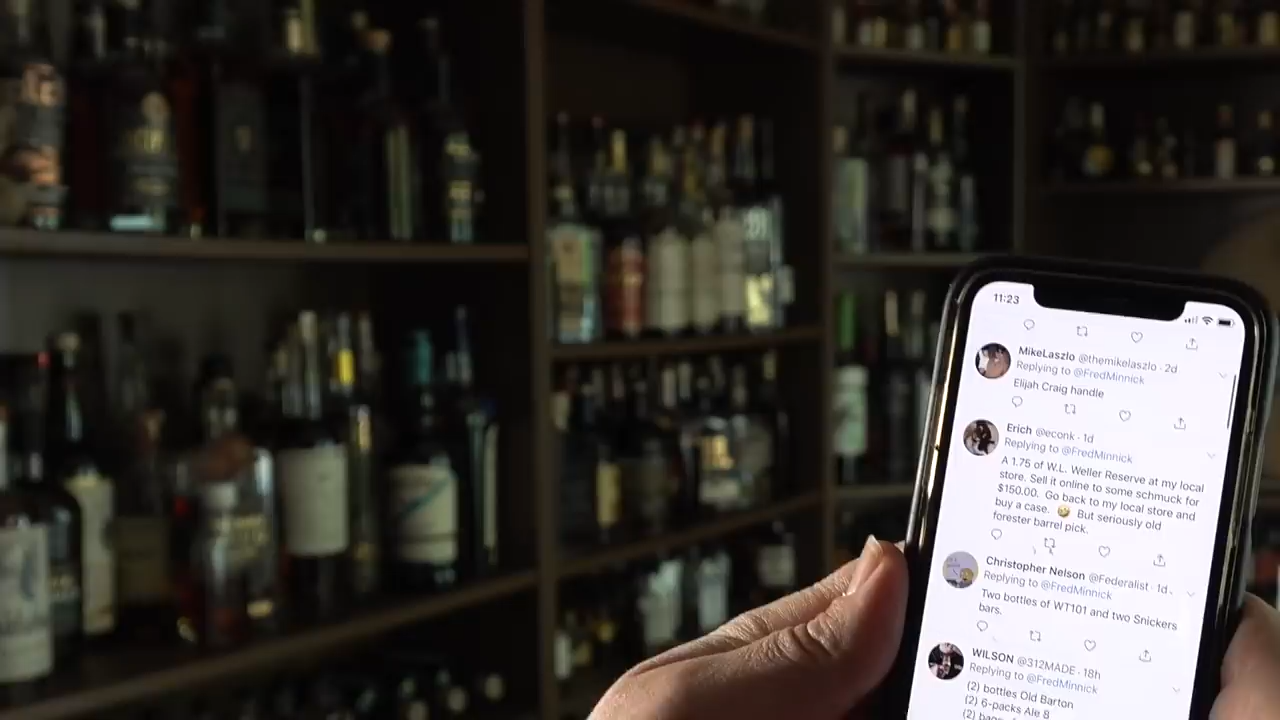 11:23
MikeLaszlo @themikelaszlo · 2d
Replying to @FredMinnick
Elijah Craig handle
Erich @econk · 1d
Replying to @FredMinnick
A 1.75 of W.L. Weller Reserve at my local
store. Sell it online to some schmuck for
$150.00. Go back to my local store and
buy a case. 🤣 But seriously old
forester barrel pick.
Christopher Nelson @Federalist · 1d
Replying to @FredMinnick
Two bottles of WT101 and two Snickers
bars.
WILSON @312MADE · 18h
Replying to @FredMinnick
(2) bottles Old Barton
(2) 6-packs Ale 8
(2)